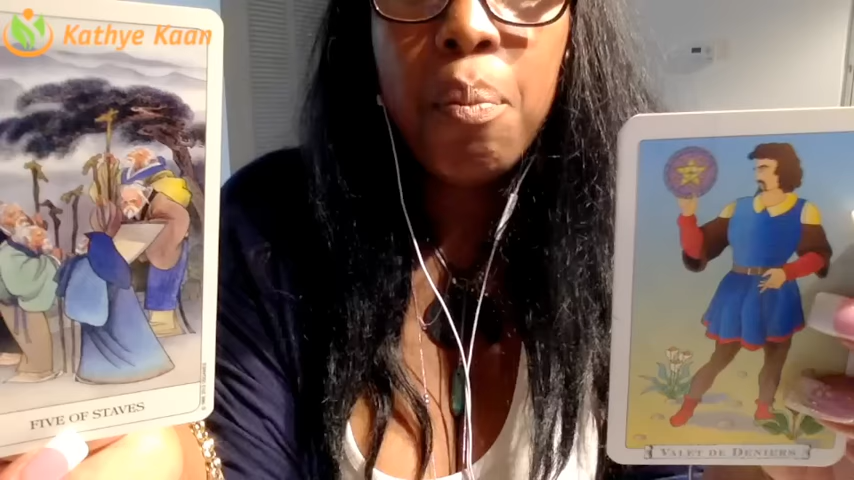 Kathye Kaan
FIVE OF STAVES
VALET DE DENIERS